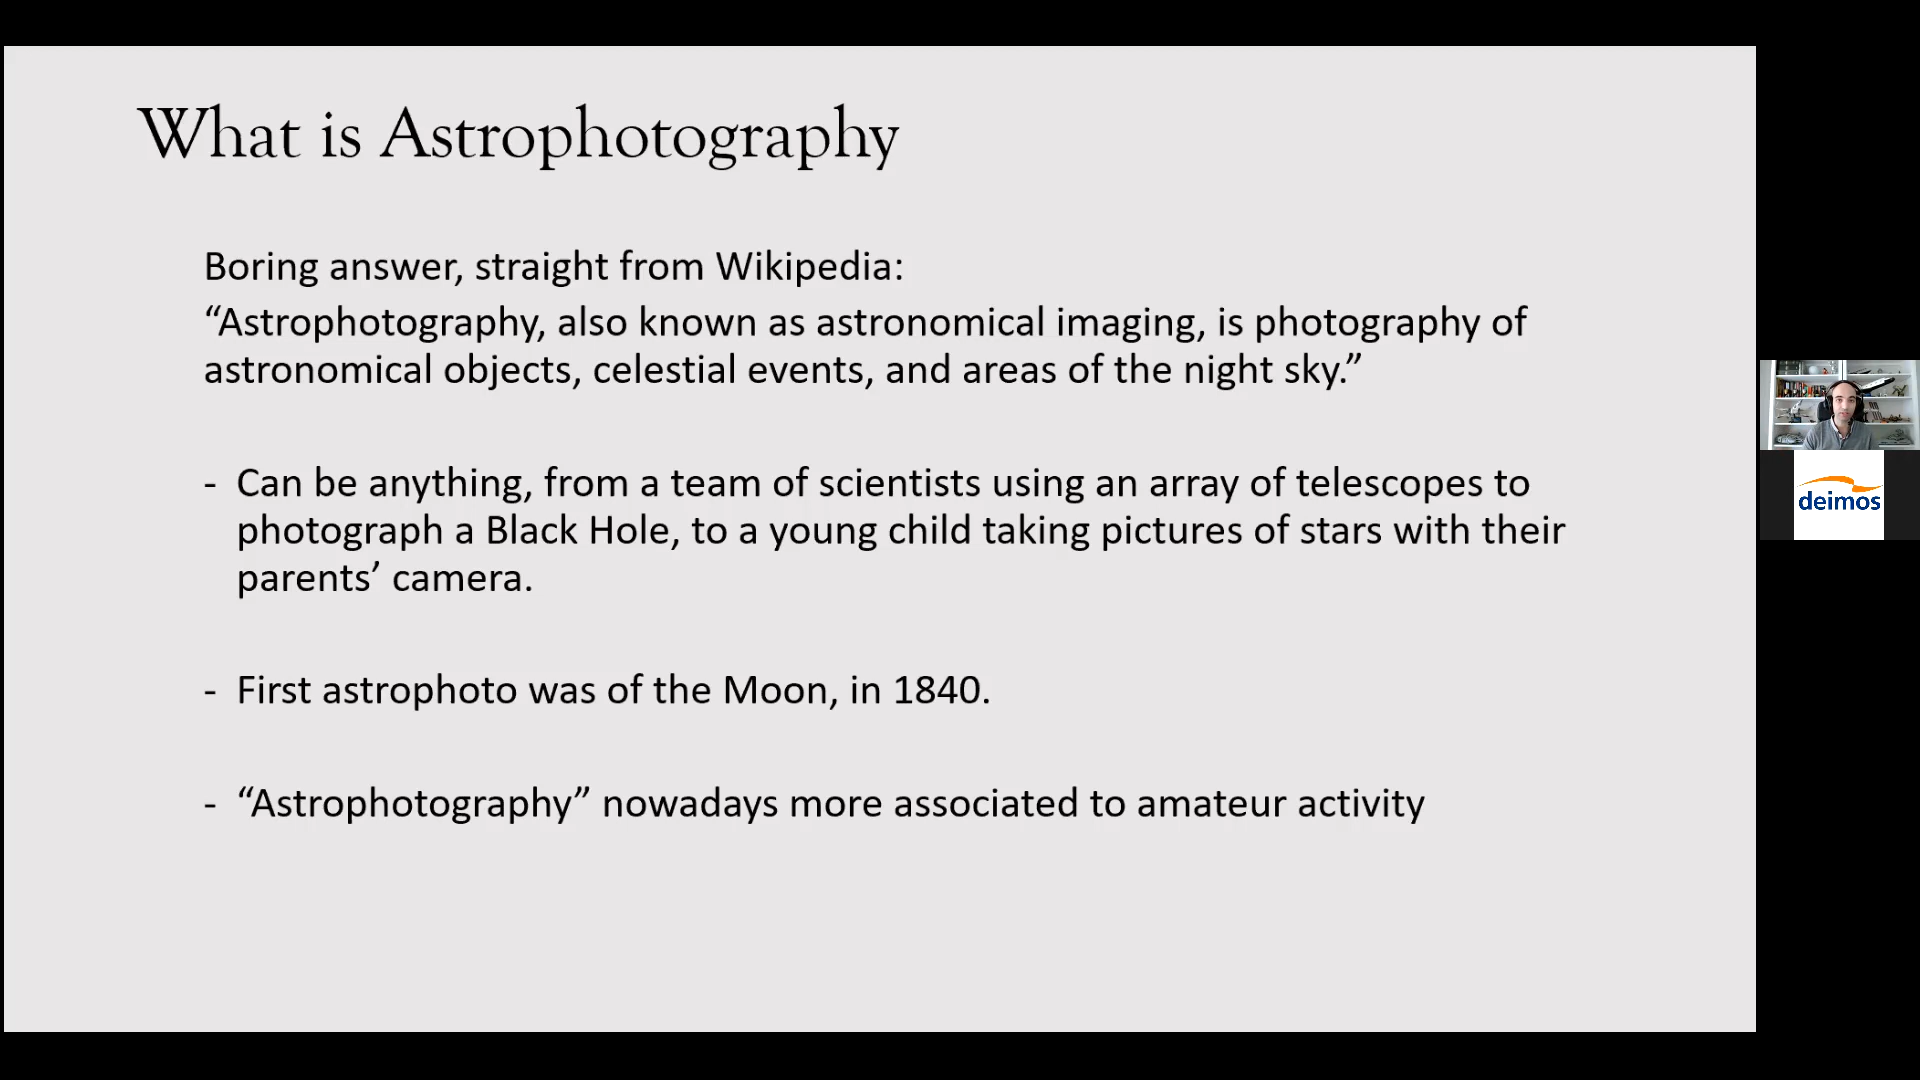 What is Astrophotography
Boring answer, straight from Wikipedia:
“Astrophotography, also known as astronomical imaging, is photography of
astronomical objects, celestial events, and areas of the night sky.”
- Can be anything, from a team of scientists using an array of telescopes to
photograph a Black Hole, to a young child taking pictures of stars with their
parents’ camera.
- First astrophoto was of the Moon, in 1840.
- “Astrophotography” nowadays more associated to amateur activity
deimos